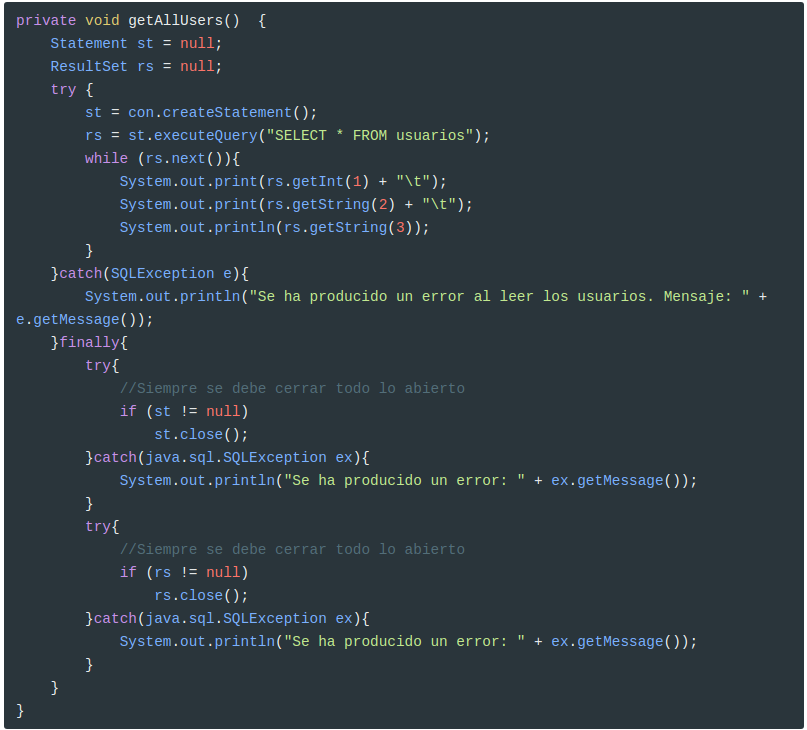 private void getAllUsers()  {
    Statement st = null;
    ResultSet rs = null;
    try {
        st = con.createStatement();
        rs = st.executeQuery("SELECT * FROM usuarios");
        while (rs.next()){
            System.out.print(rs.getInt(1) + "\t");
            System.out.print(rs.getString(2) + "\t");
            System.out.println(rs.getString(3));
        }
    }catch(SQLException e){
        System.out.println("Se ha producido un error al leer los usuarios. Mensaje: " +
e.getMessage());
    }finally{
        try{
            //Siempre se debe cerrar todo lo abierto
            if (st != null)
                st.close();
        }catch(java.sql.SQLException ex){
            System.out.println("Se ha producido un error: " + ex.getMessage());
        }
        try{
            //Siempre se debe cerrar todo lo abierto
            if (rs != null)
                rs.close();
        }catch(java.sql.SQLException ex){
            System.out.println("Se ha producido un error: " + ex.getMessage());
        }
    }
}